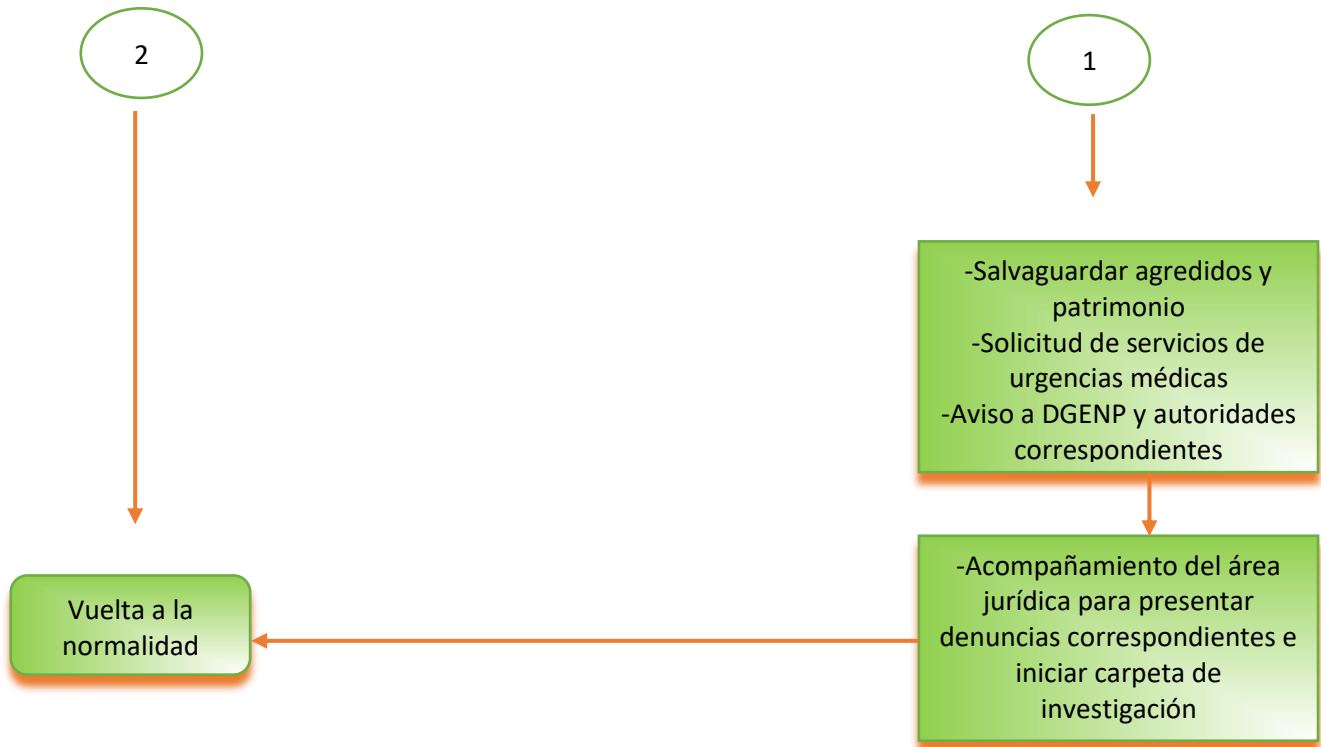 2
1
-Salvaguardar agredidos y
patrimonio
-Solicitud de servicios de
urgencias médicas
-Aviso a DGENP y autoridades
correspondientes
-Acompañamiento del área
jurídica para presentar
denuncias correspondientes e
iniciar carpeta de
investigación
Vuelta a la
normalidad